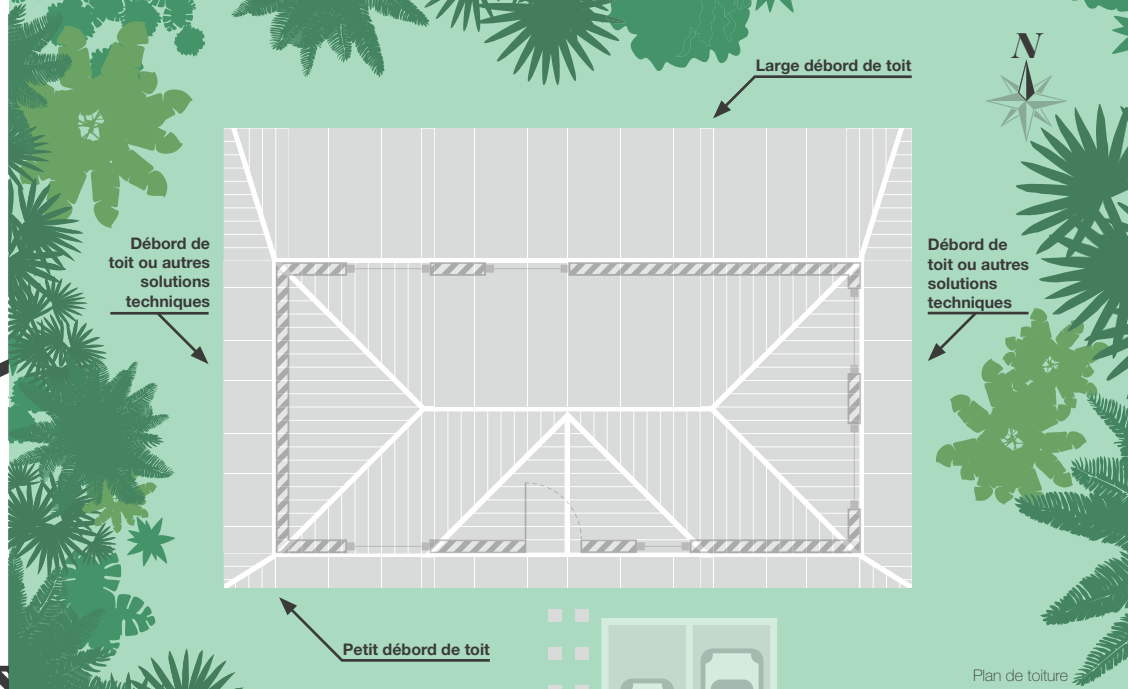 N
Large débord de toit
Débord de
toit ou autres
solutions
techniques
Débord de
toit ou autres
solutions
techniques
Petit débord de toit
Plan de toiture